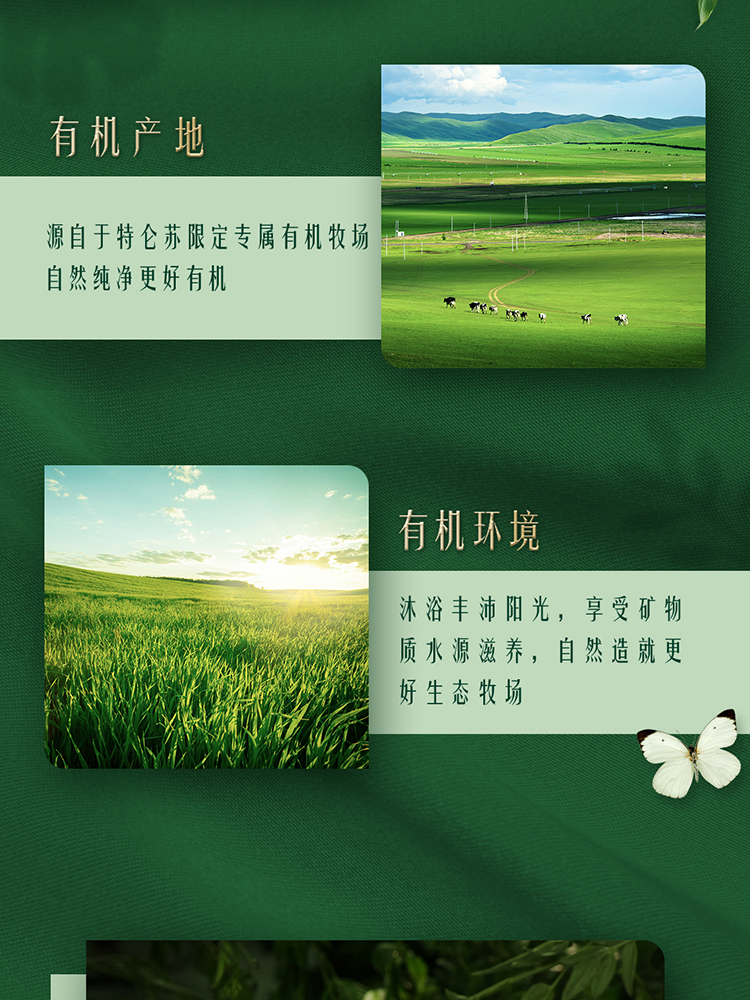 有机产地
源自于特仑苏限定专属有机牧场
自然纯净更好有机
有机环境
沐浴丰沛阳光，享受矿物
质水源滋养，自然造就更
好生态牧场